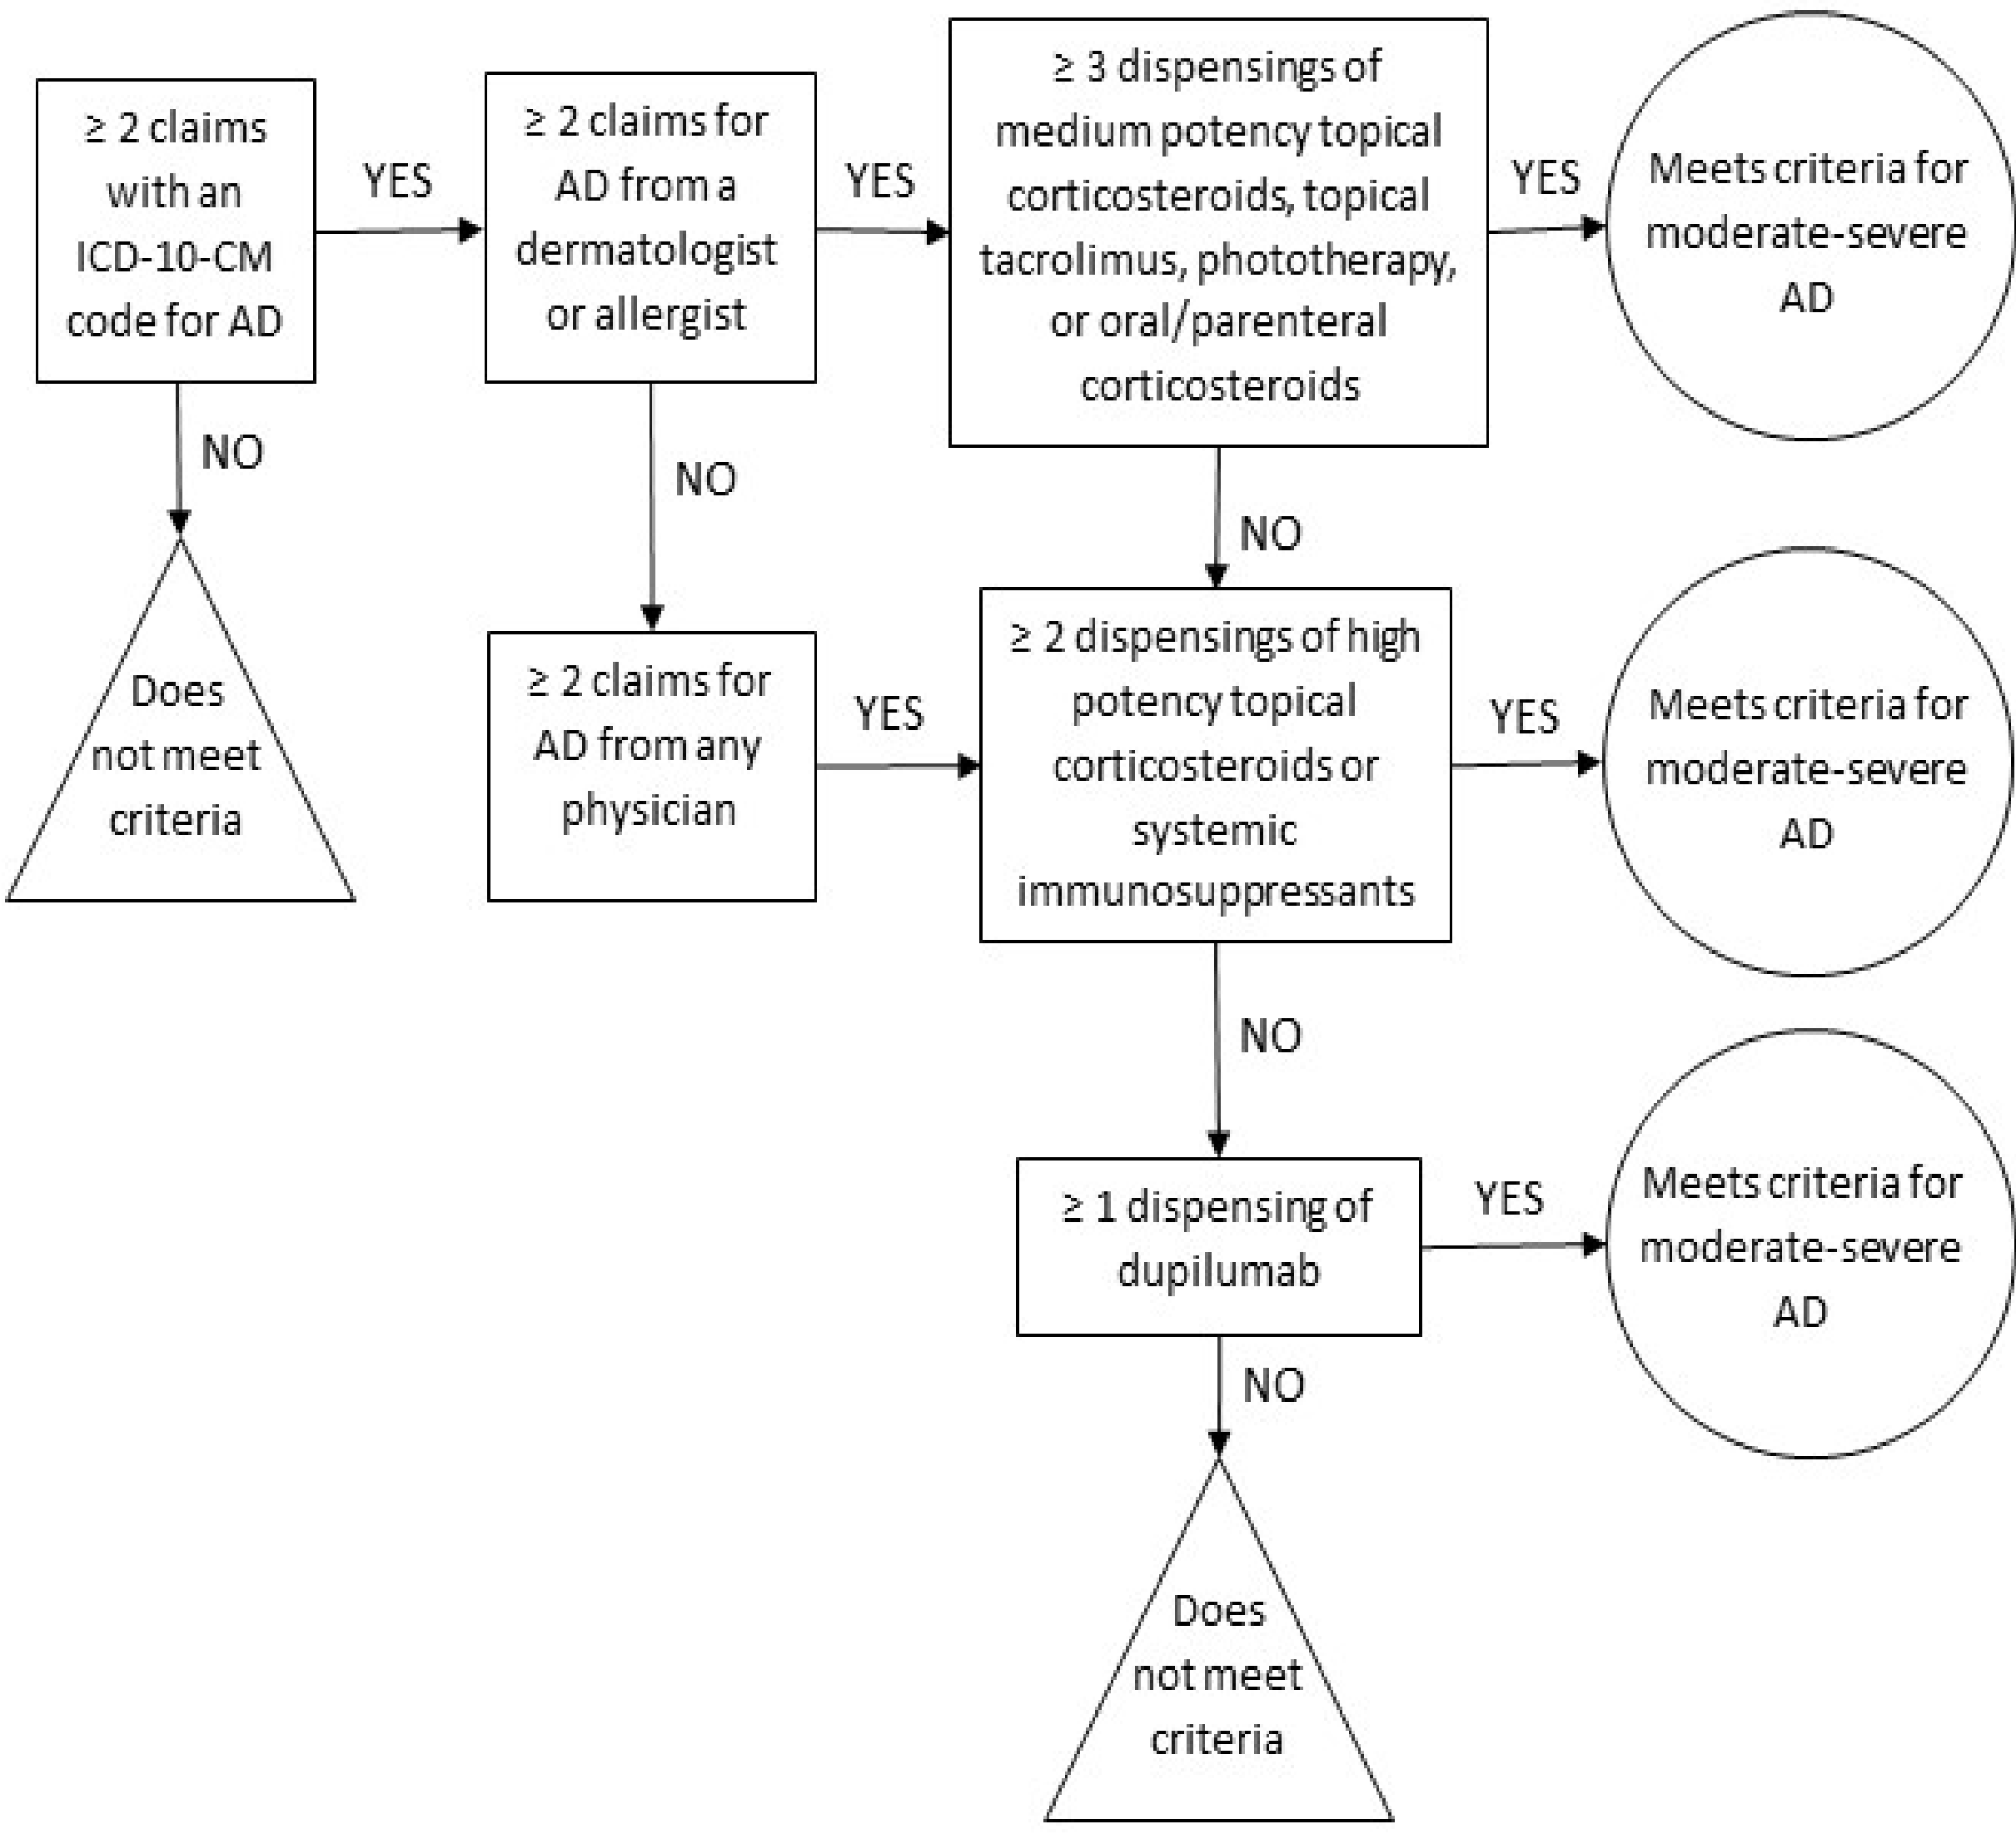 ≥ 2 claims
with an
ICD-10-CM
code for AD
YES
≥ 2 claims for
AD from a
dermatologist
or allergist
YES
≥ 3 dispensings of
medium potency topical
corticosteroids, topical
tacrolimus, phototherapy,
or oral/parenteral
corticosteroids
YES
Meets criteria for
moderate-severe
AD
NO
NO
NO
Does
not meet
criteria
≥ 2 claims for
AD from any
physician
YES
≥ 2 dispensings of high
potency topical
corticosteroids or
systemic
immunosuppressants
YES
Meets criteria for
moderate-severe
AD
NO
≥ 1 dispensing of
dupilumab
YES
Meets criteria for
moderate-severe
AD
NO
Does
not meet
criteria